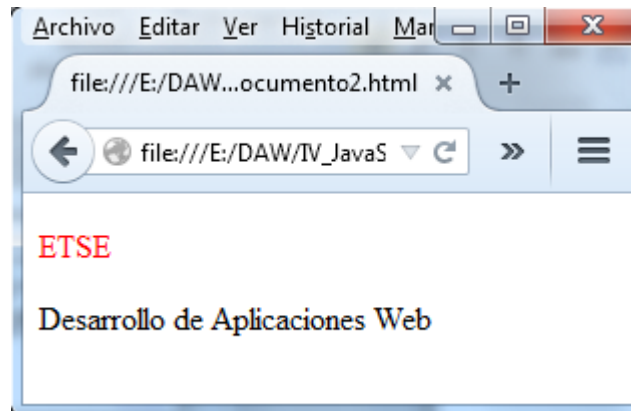 Archivo Editar Ver Historial Mar
file:///E:/DAW...ocumento2.html
file:///E:/DAW/IV_JavaS
ETSE
Desarrollo de Aplicaciones Web